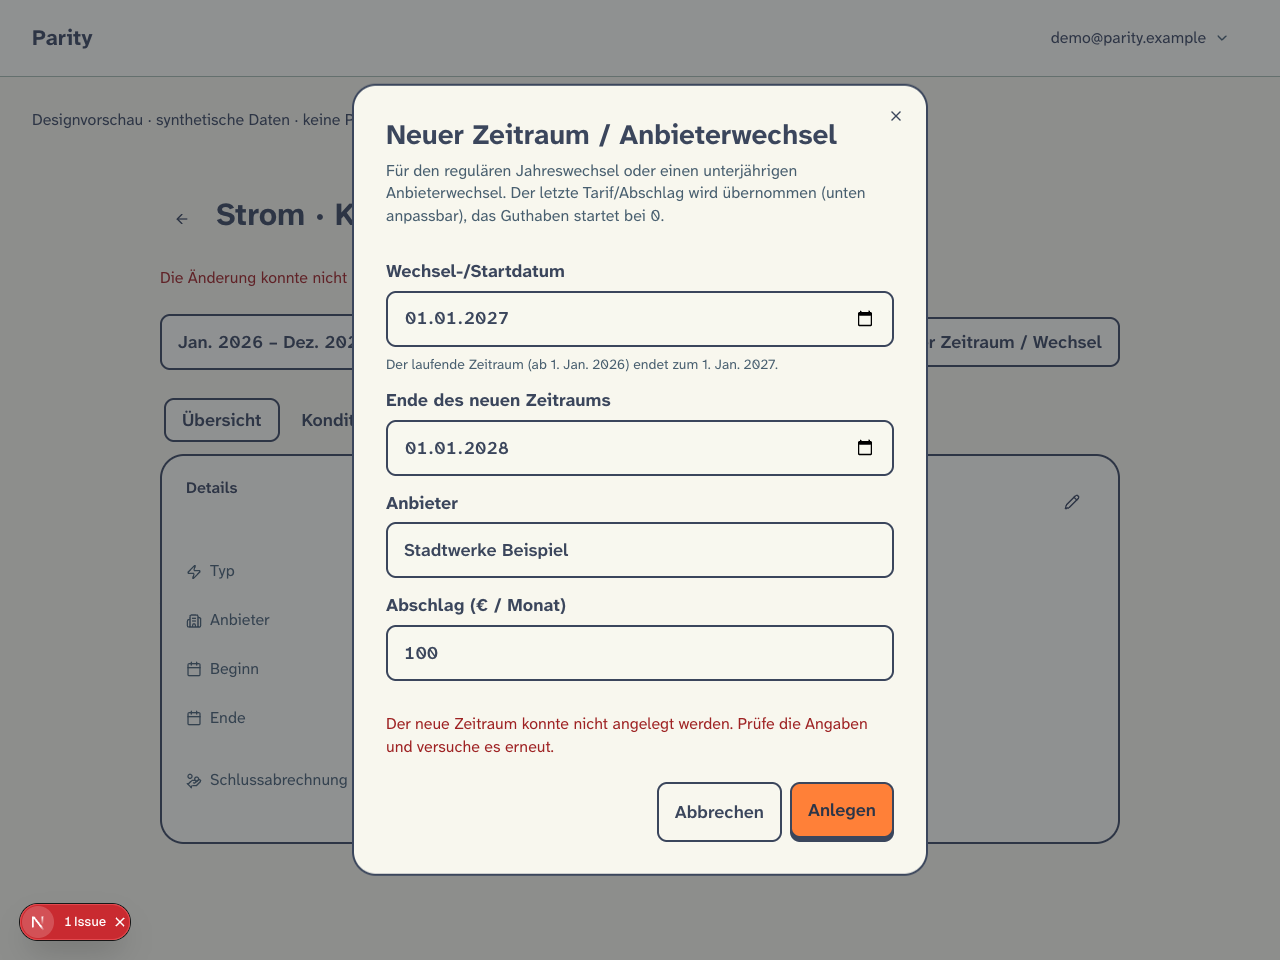 Parity
demo@parity.example
Designvorschau · synthetische Daten · keine P
Strom · K
Die Änderung konnte nicht
Jan. 2026 – Dez. 202
r Zeitraum / Wechsel
Übersicht
Kondit
Details
Typ
Anbieter
Beginn
Ende
Schlussabrechnung
Neuer Zeitraum / Anbieterwechsel
Für den regulären Jahreswechsel oder einen unterjährigen
Anbieterwechsel. Der letzte Tarif/Abschlag wird übernommen (unten
anpassbar), das Guthaben startet bei 0.
Wechsel-/Startdatum
01.01.2027
Der laufende Zeitraum (ab 1. Jan. 2026) endet zum 1. Jan. 2027.
Ende des neuen Zeitraums
01.01.2028
Anbieter
Stadtwerke Beispiel
Abschlag (€ / Monat)
100
Der neue Zeitraum konnte nicht angelegt werden. Prüfe die Angaben
und versuche es erneut.
Abbrechen
Anlegen
N
1 Issue